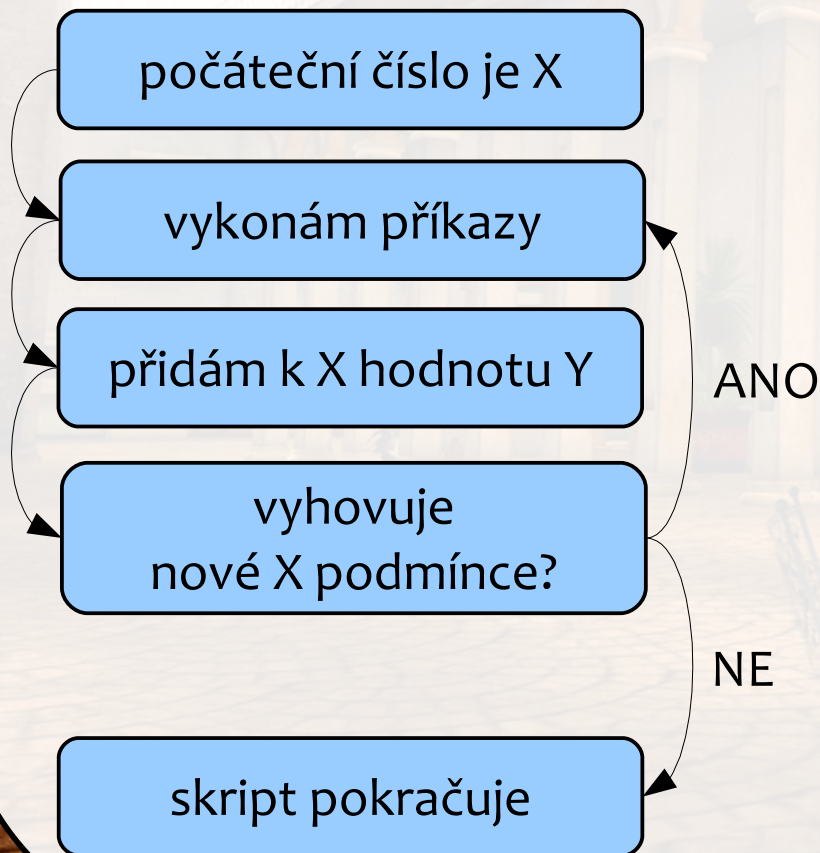 počáteční číslo je X
vykonám příkazy
přidám k X hodnotu Y
ANO
vyhovuje
nové X podmínce?
NE
skript pokračuje